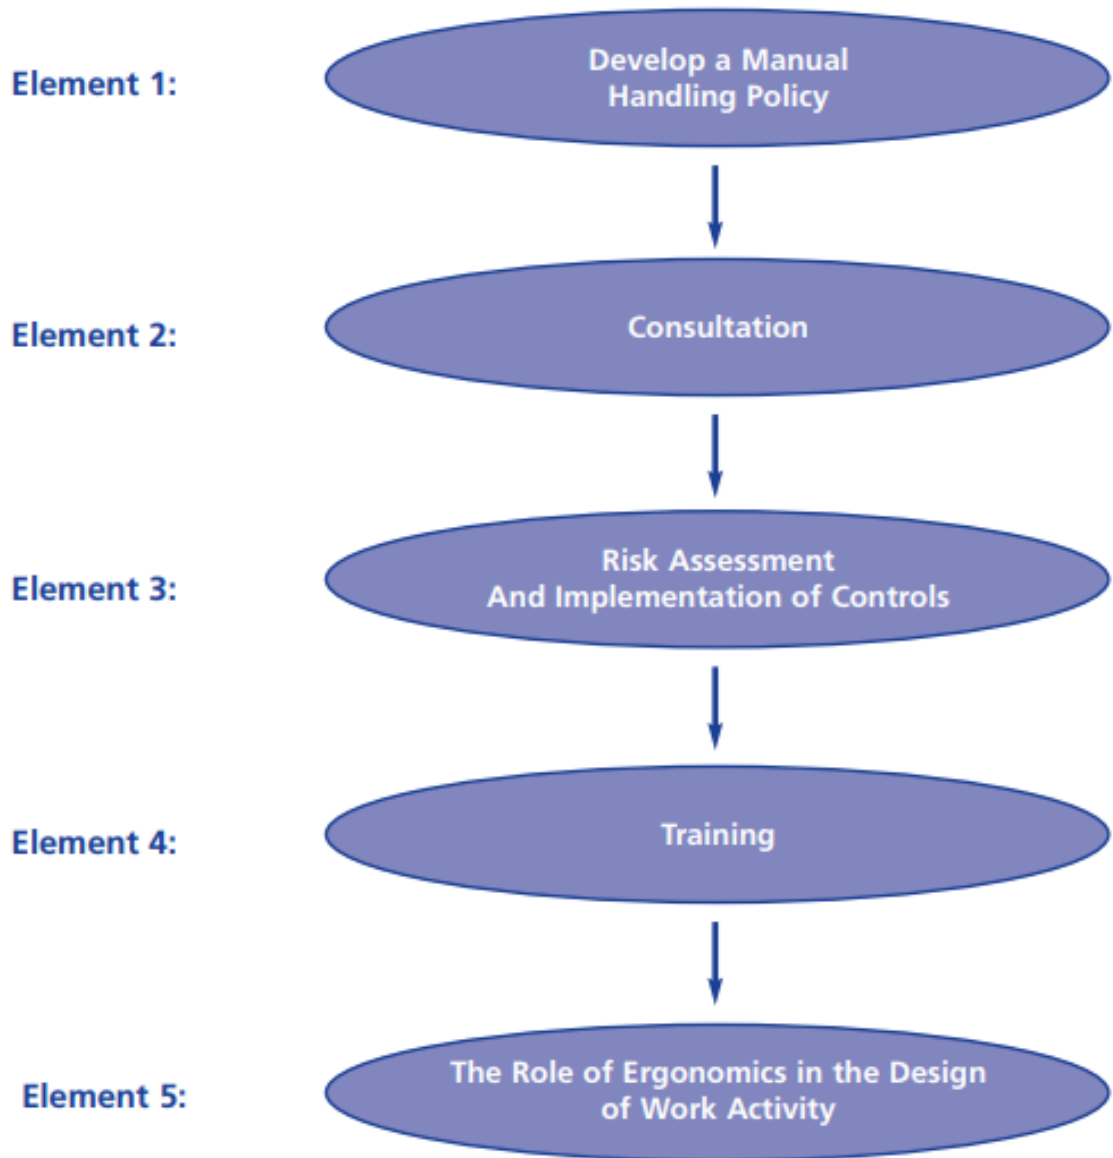 Element 1:
Develop a Manual
Handling Policy
Element 2:
Consultation
Element 3:
Risk Assessment
And Implementation of Controls
Element 4:
Training
Element 5:
The Role of Ergonomics in the Design
of Work Activity